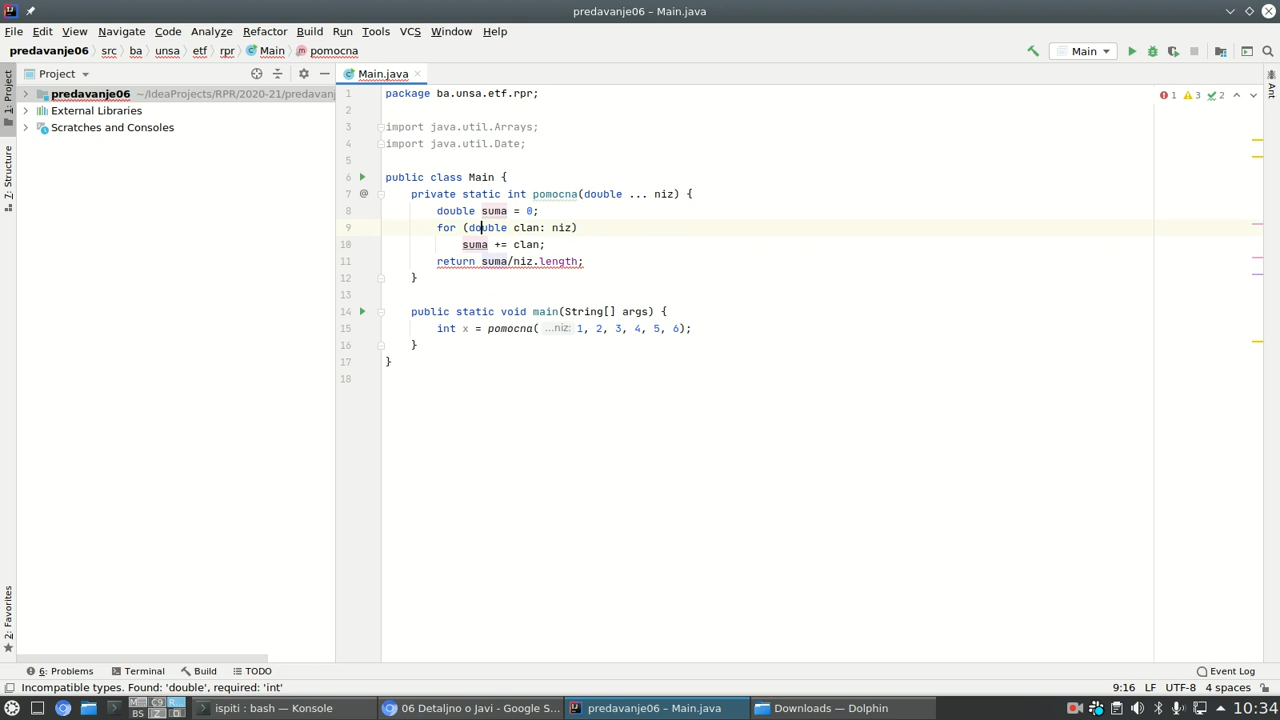 predavanje06 – Main.java
File Edit View Navigate Code Analyze Refactor Build Run Tools VCS Window Help
predavanje06 src ba unsa etf rpr Main pomocna Main
Project Main.java
1: Project
7: Structure
2: Favorites
Ant
predavanje06 ~/IdeaProjects/RPR/2020-21/predavan
External Libraries
Scratches and Consoles
1 package ba.unsa.etf.rpr; 1 3 2
2
3 import java.util.Arrays;
4 import java.util.Date;
5
6 public class Main {
7 @ private static int pomocna(double ... niz) {
8 double suma = 0;
9 for (double clan: niz)
10 suma += clan;
11 return suma/niz.length;
12 }
13
14 public static void main(String[] args) {
15 int x = pomocna( ...niz: 1, 2, 3, 4, 5, 6);
16 }
17 }
18
6: Problems Terminal Build TODO Event Log
Incompatible types. Found: 'double', required: 'int' 9:16 LF UTF-8 4 spaces
ispiti : bash — Konsole 06 Detaljno o Javi - Google S... predavanje06 – Main.java Downloads — Dolphin 10:34